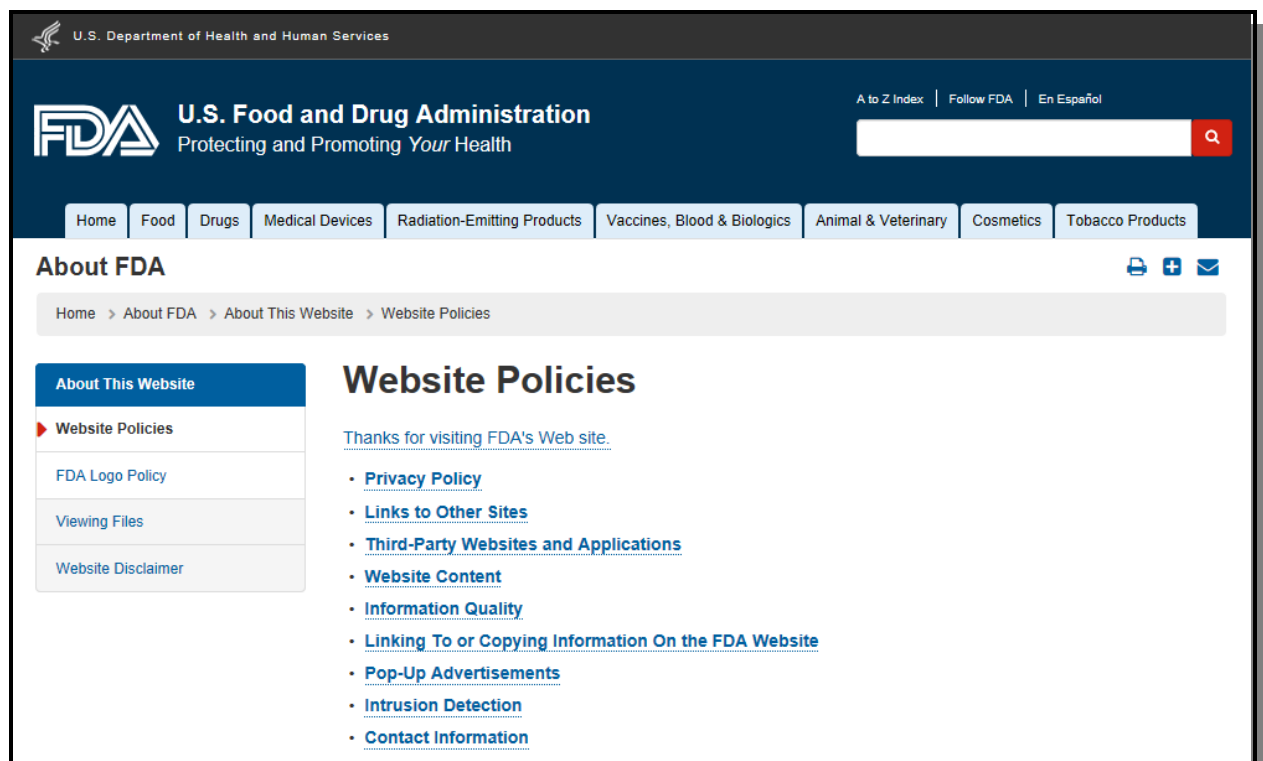 U.S. Department of Health and Human Services
A to Z Index | Follow FDA | En Español
FDA
U.S. Food and Drug Administration
Protecting and Promoting Your Health
Home Food Drugs Medical Devices Radiation-Emitting Products Vaccines, Blood & Biologics Animal & Veterinary Cosmetics Tobacco Products
About FDA
Home > About FDA > About This Website > Website Policies
About This Website
Website Policies
FDA Logo Policy
Viewing Files
Website Disclaimer
Website Policies
Thanks for visiting FDA's Web site.
• Privacy Policy
• Links to Other Sites
• Third-Party Websites and Applications
• Website Content
• Information Quality
• Linking To or Copying Information On the FDA Website
• Pop-Up Advertisements
• Intrusion Detection
• Contact Information